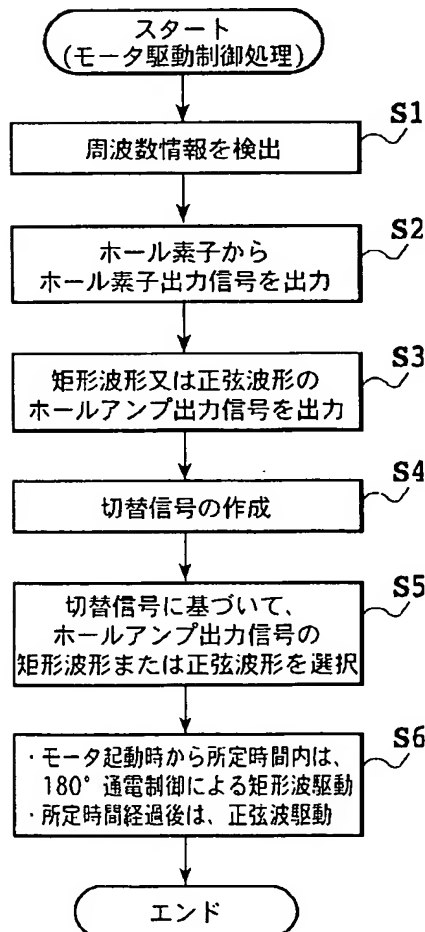 スタート
(モータ駆動制御処理)
S1
周波数情報を検出
S2
ホール素子から
ホール素子出力信号を出力
S3
矩形波形又は正弦波形の
ホールアンプ出力信号を出力
S4
切替信号の作成
S5
切替信号に基づいて、
ホールアンプ出力信号の
矩形波形または正弦波形を選択
S6
・モータ起動時から所定時間内は、
180°通電制御による矩形波駆動
・所定時間経過後は、正弦波駆動
エンド